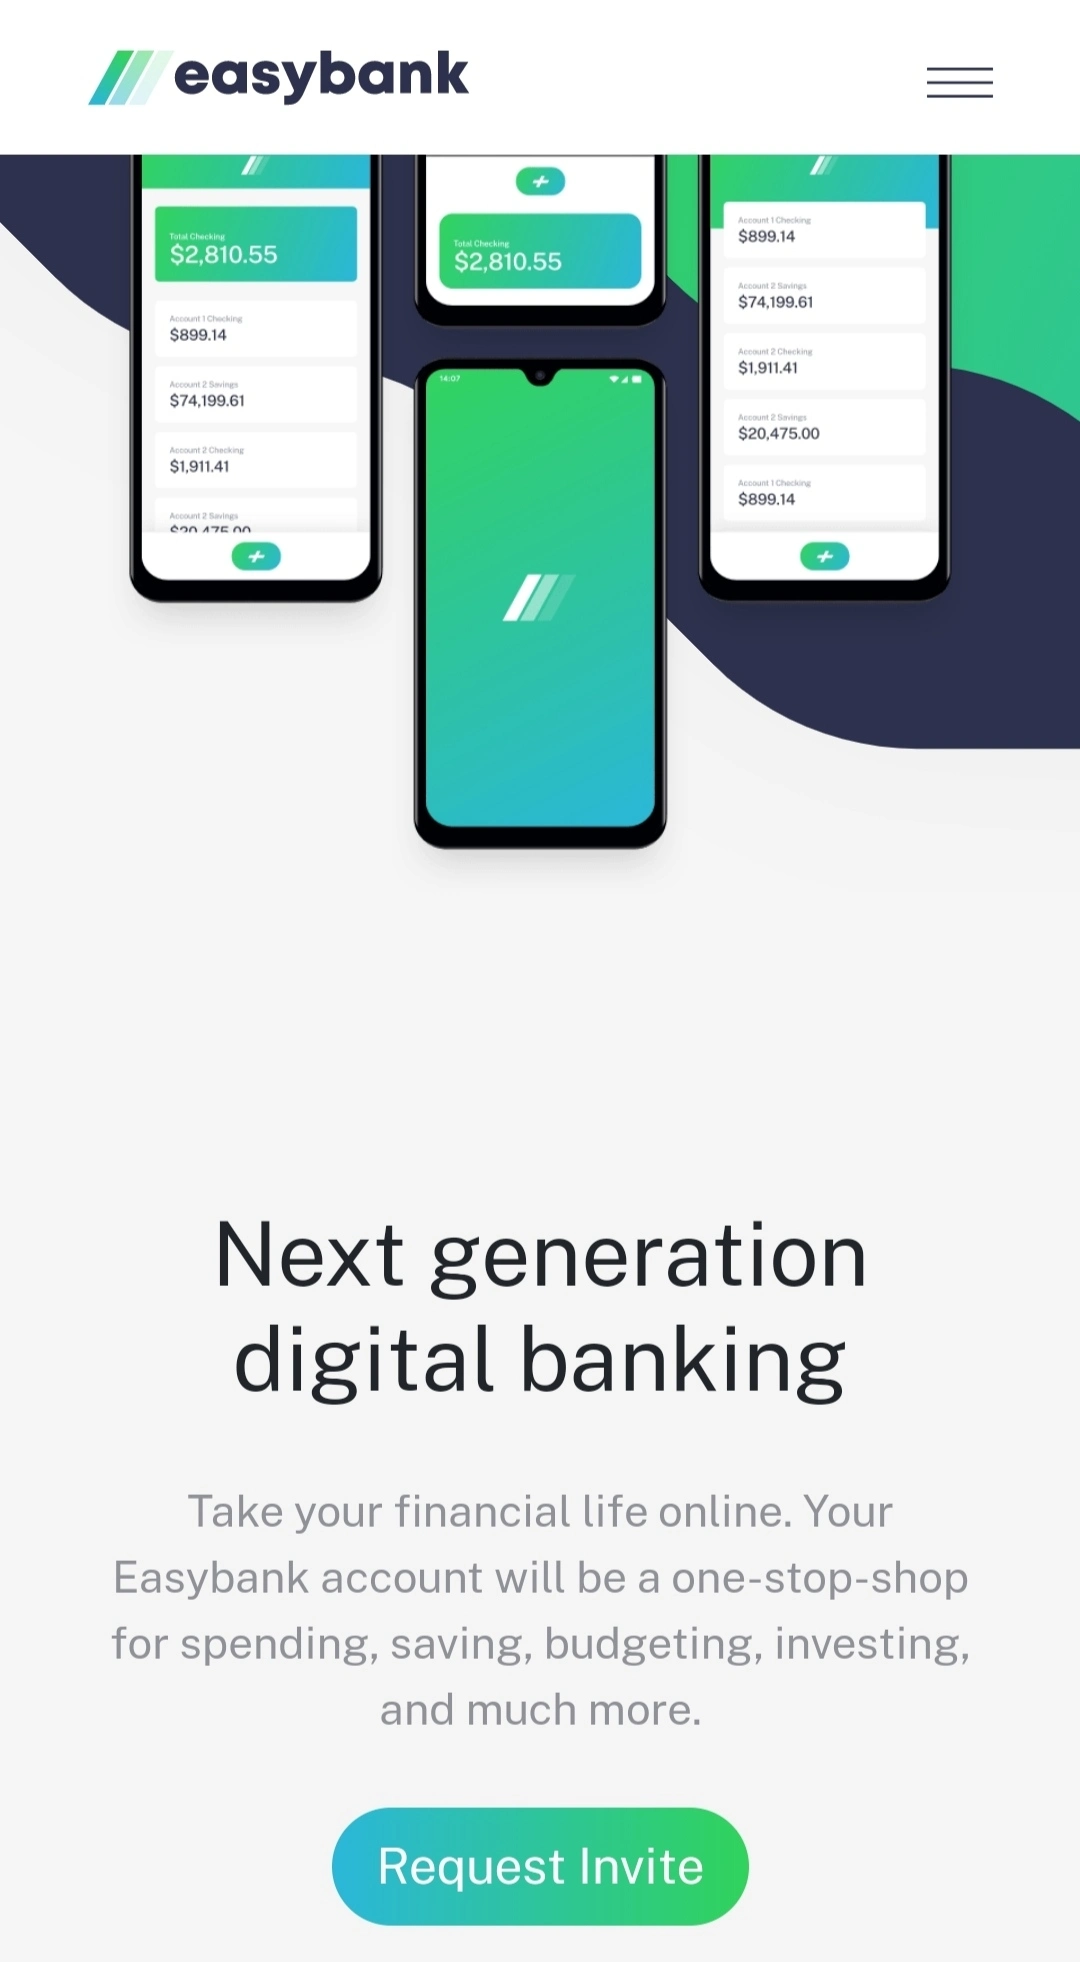 easybank
Total Checking
$2,810.55
Account 1 Checking
$899.14
Account 2 Savings
$74,199.61
Account 2 Checking
$1,911.41
Account 2 Savings
$20,475.00
Total Checking
$2,810.55
14:07
Account 1 Checking
$899.14
Account 2 Savings
$74,199.61
Account 2 Checking
$1,911.41
Account 2 Savings
$20,475.00
Account 1 Checking
$899.14
Next generation
digital banking
Take your financial life online. Your
Easybank account will be a one-stop-shop
for spending, saving, budgeting, investing,
and much more.
Request Invite